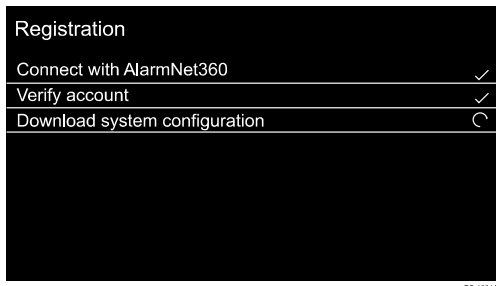 Registration
Connect with AlarmNet360
Verify account
Download system configuration